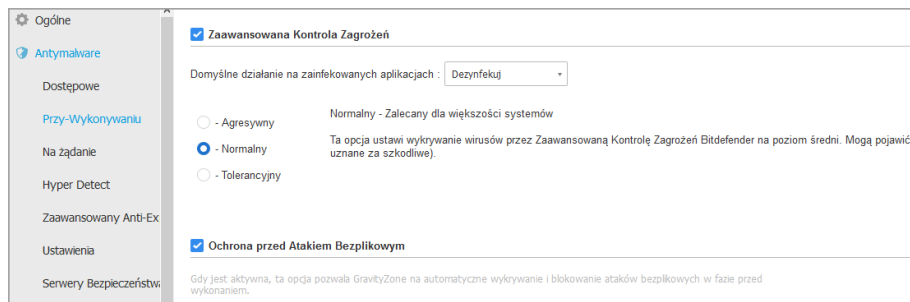 Ogólne
Antymalware
Dostępowe
Przy-Wykonywaniu
Na żądanie
Hyper Detect
Zaawansowany Anti-Ex
Ustawienia
Serwery Bezpieczeństwa
Zaawansowana Kontrola Zagrożeń
Domyślne działanie na zainfekowanych aplikacjach : Dezynfekuj
- Agresywny
- Normalny
- Tolerancyjny
Normalny - Zalecany dla większości systemów
Ta opcja ustawi wykrywanie wirusów przez Zaawansowaną Kontrolę Zagrożeń Bitdefender na poziom średni. Mogą pojawić
uznane za szkodliwe).
Ochrona przed Atakiem Bezplikowym
Gdy jest aktywna, ta opcja pozwala GravityZone na automatyczne wykrywanie i blokowanie ataków bezplikowych w fazie przed
wykonaniem.